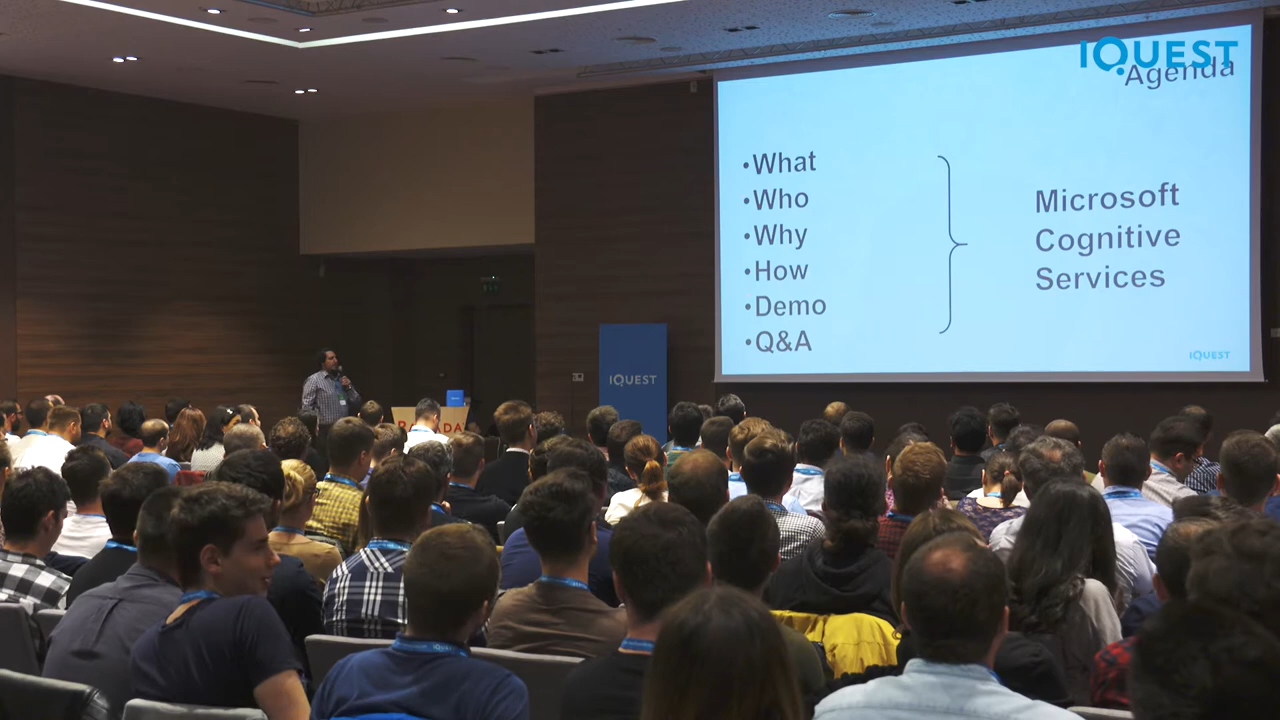 IQUEST
Agenda
•What
•Who
•Why
•How
•Demo
•Q&A
Microsoft
Cognitive
Services
IQUEST
IQUEST